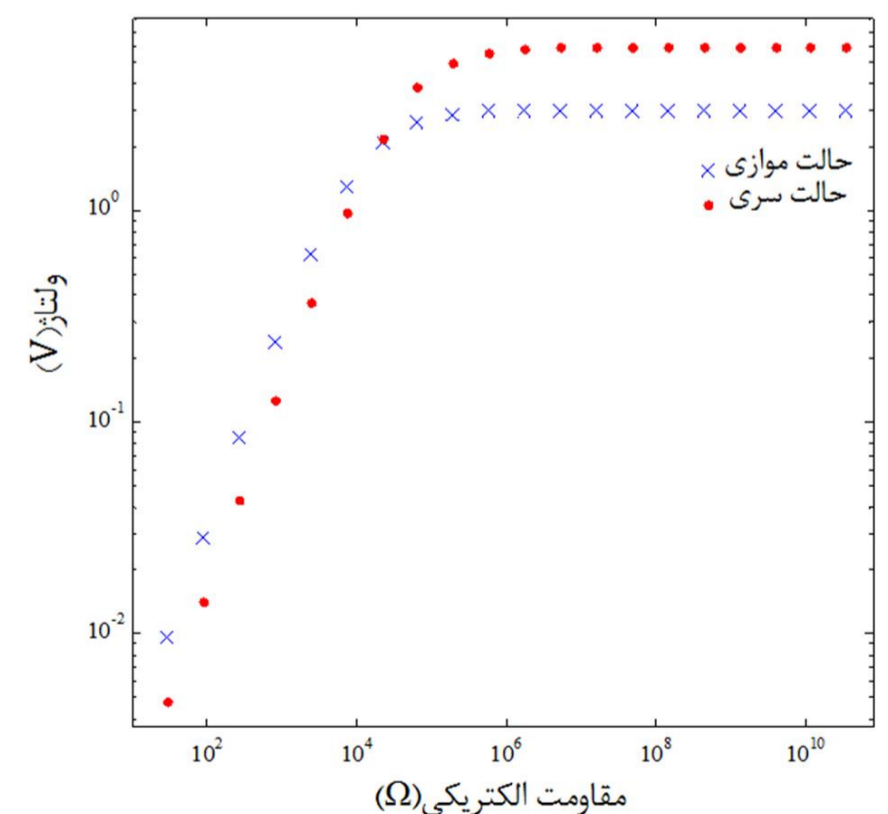 10⁰
10⁻¹
10⁻²
ولتاژ(V)
حالت موازی
حالت سری
10² 10⁴ 10⁶ 10⁸ 10¹⁰
مقاومت الکتریکی(Ω)